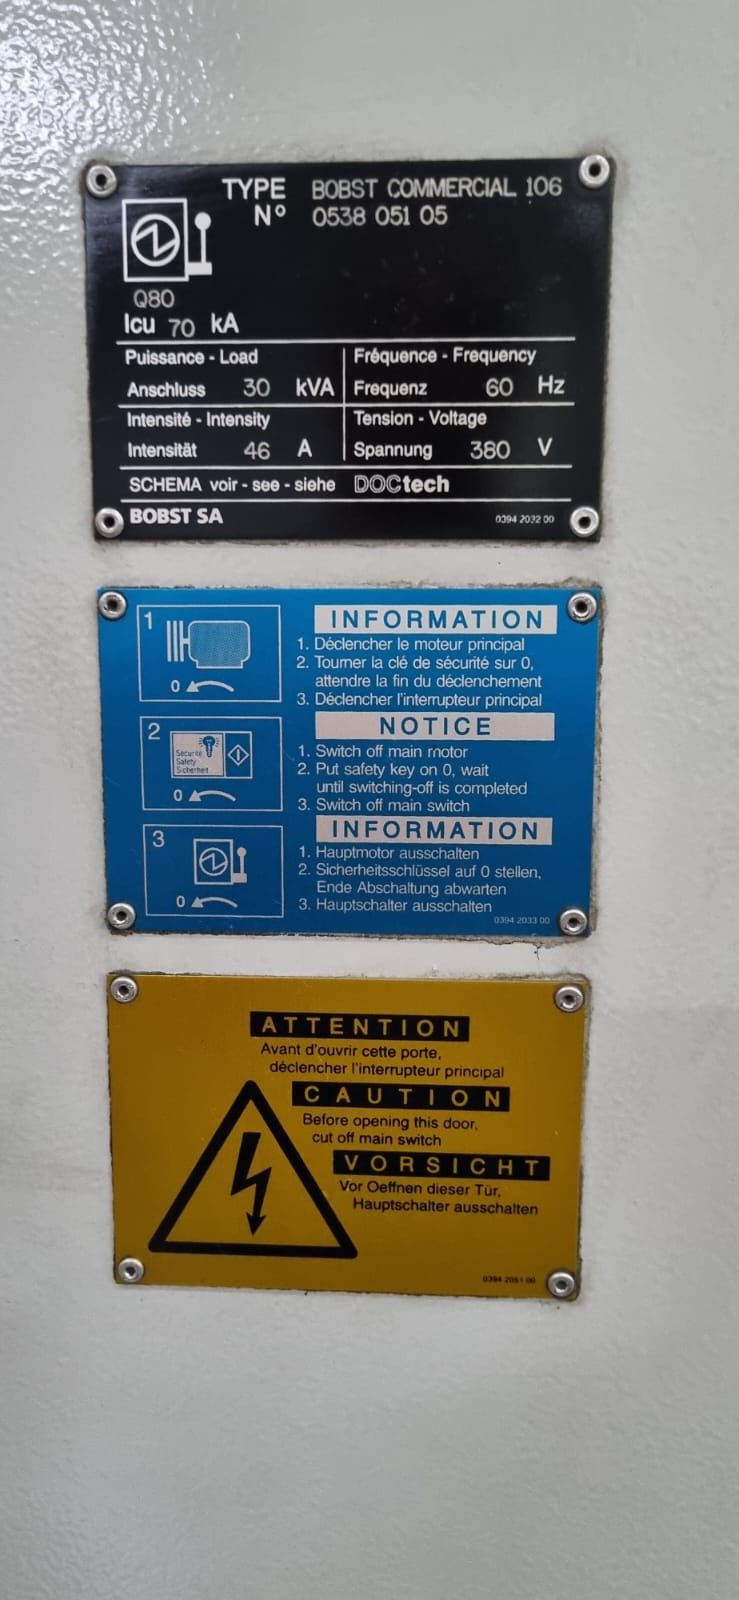 TYPE BOBST COMMERCIAL 106
N° 0538 051 05
Q80
Icu 70 kA
Puissance - Load
Anschluss 30 kVA
Fréquence - Frequency
Frequenz 60 Hz
Intensité - Intensity
Intensität 46 A
Tension - Voltage
Spannung 380 V
SCHEMA voir - see - siehe DOCtech
BOBST SA 0394 2032 00
1
0
2
Sécurité
Safety
Sicherheit
0
3
0
INFORMATION
1. Déclencher le moteur principal
2. Tourner la clé de sécurité sur 0,
attendre la fin du déclenchement
3. Déclencher l'interrupteur principal
NOTICE
1. Switch off main motor
2. Put safety key on 0, wait
until switching-off is completed
3. Switch off main switch
INFORMATION
1. Hauptmotor ausschalten
2. Sicherheitsschlüssel auf 0 stellen,
Ende Abschaltung abwarten
3. Hauptschalter ausschalten
0394 2033 00
ATTENTION
Avant d'ouvrir cette porte,
déclencher l'interrupteur principal
CAUTION
Before opening this door,
cut off main switch
VORSICHT
Vor Oeffnen dieser Tür,
Hauptschalter ausschalten
0394 2051 00